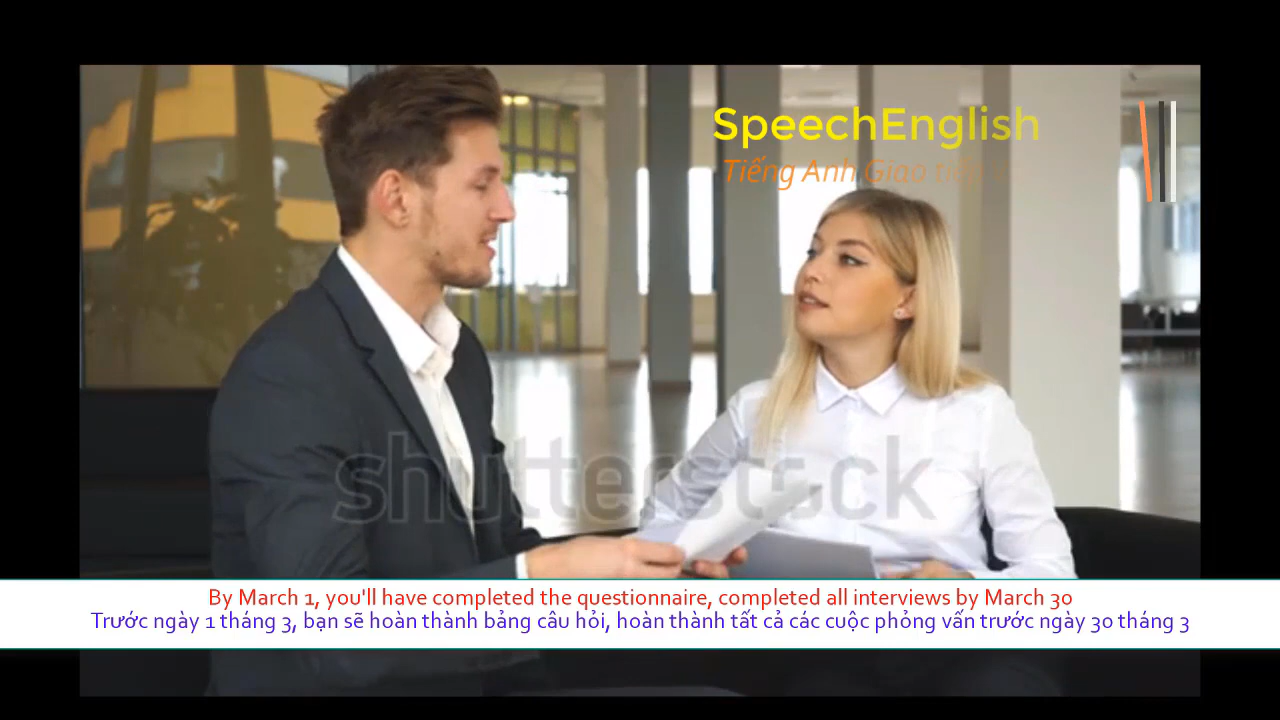 SpeechEnglish
Tiếng Anh Giao tiếp
shutterstock
By March 1, you'll have completed the questionnaire, completed all interviews by March 30
Trước ngày 1 tháng 3, bạn sẽ hoàn thành bảng câu hỏi, hoàn thành tất cả các cuộc phỏng vấn trước ngày 30 tháng 3